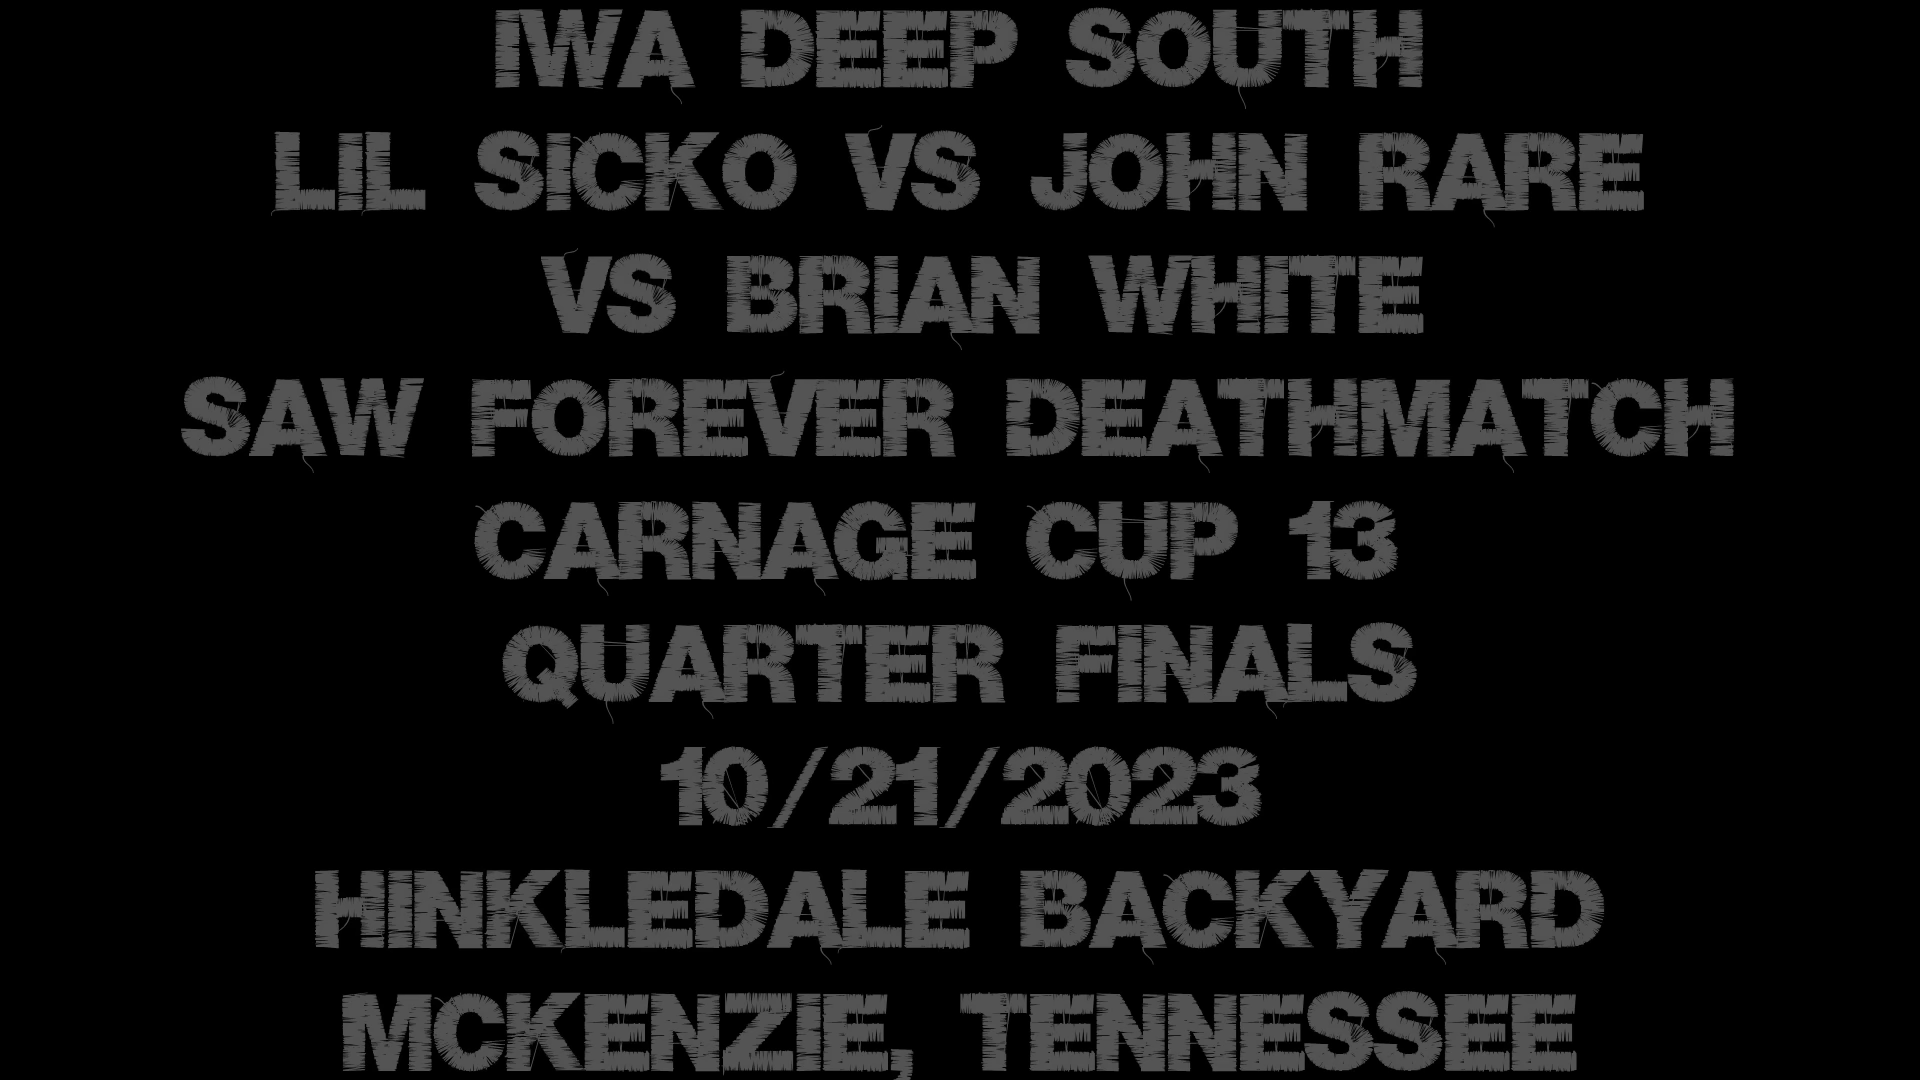 IWA DEEP SOUTH
LIL SICKO VS JOHN RARE
VS BRIAN WHITE
SAW FOREVER DEATHMATCH
CARNAGE CUP 13
QUARTER FINALS
10/21/2023
HINKLEDALE BACKYARD
MCKENZIE, TENNESSEE